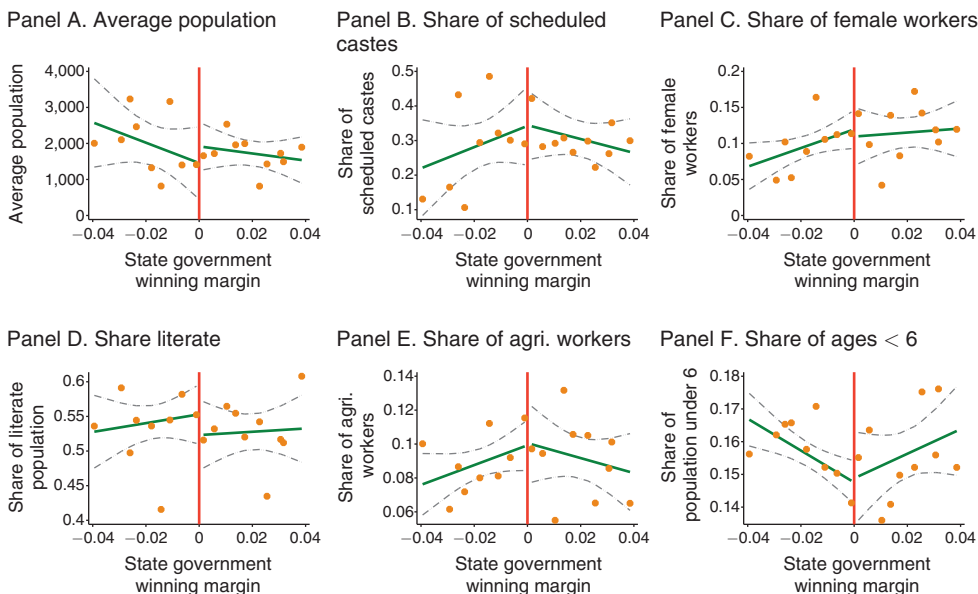 Panel A. Average population
Average population
4,000
3,000
2,000
1,000
0
−0.04 −0.02 0 0.02 0.04
State government
winning margin
Panel B. Share of scheduled
castes
Share of
scheduled castes
0.5
0.4
0.3
0.2
0.1
−0.04 −0.02 0 0.02 0.04
State government
winning margin
Panel C. Share of female workers
Share of female
workers
0.2
0.15
0.1
0.05
0
−0.04 −0.02 0 0.02 0.04
State government
winning margin
Panel D. Share literate
Share of literate
population
0.6
0.55
0.5
0.45
0.4
−0.04 −0.02 0 0.02 0.04
State government
winning margin
Panel E. Share of agri. workers
Share of agri.
workers
0.14
0.12
0.1
0.08
0.06
−0.04 −0.02 0 0.02 0.04
State government
winning margin
Panel F. Share of ages < 6
Share of
population under 6
0.18
0.17
0.16
0.15
0.14
−0.04 −0.02 0 0.02 0.04
State government
winning margin